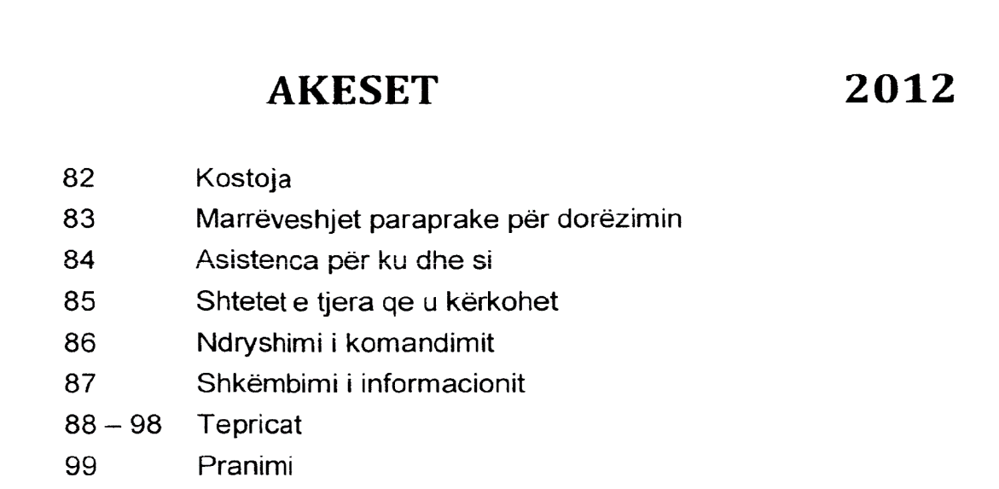 AKESET 2012
82 Kostoja
83 Marrëveshjet paraprake për dorëzimin
84 Asistenca për ku dhe si
85 Shtetet e tjera qe u kërkohet
86 Ndryshimi i komandimit
87 Shkëmbimi i informacionit
88 – 98 Tepricat
99 Pranimi